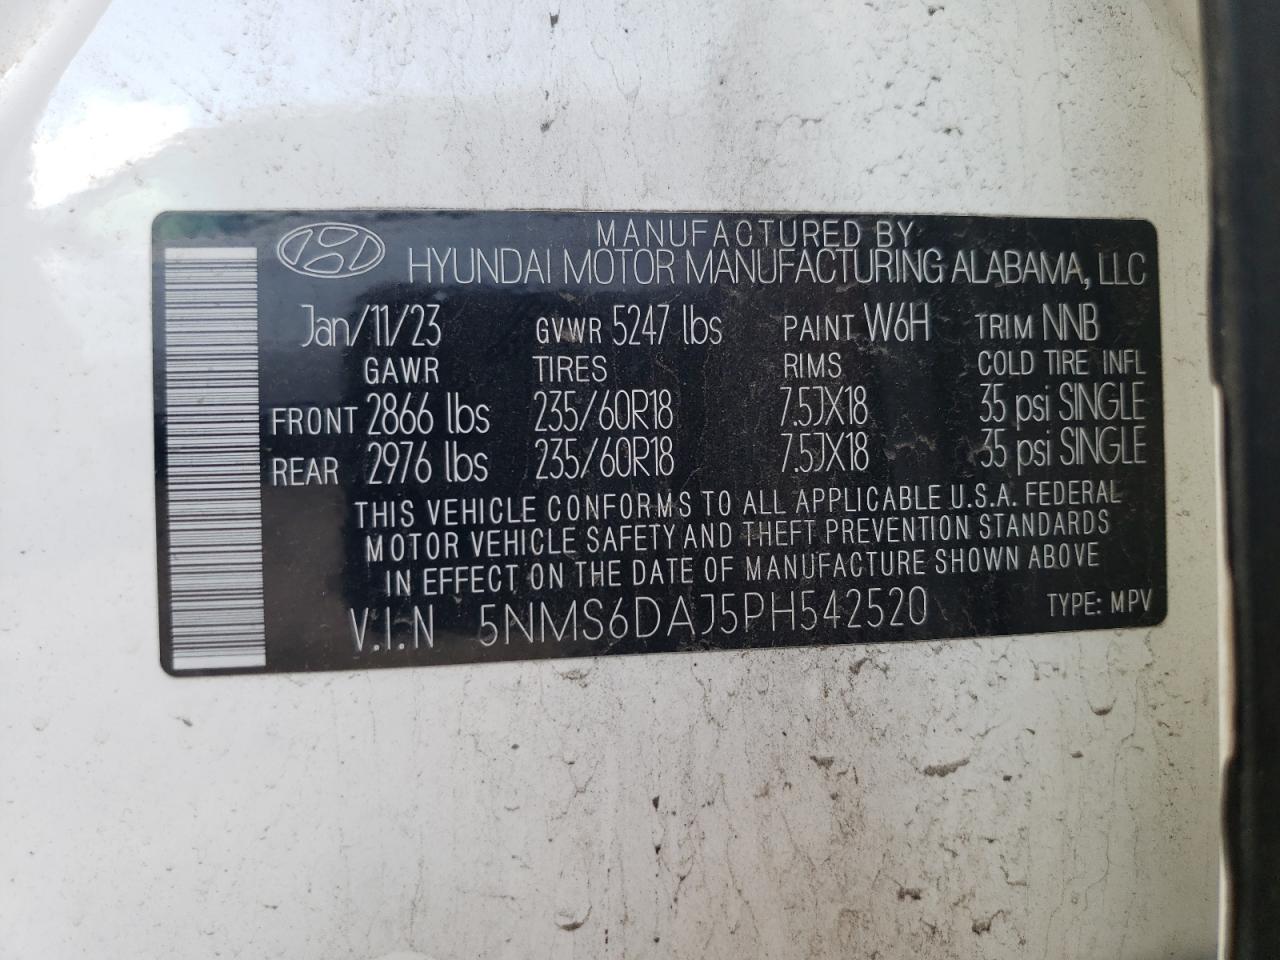 MANUFACTURED BY
HYUNDAI MOTOR MANUFACTURING ALABAMA, LLC
Jan/11/23 GVWR 5247 lbs PAINT W6H TRIM NNB
GAWR TIRES RIMS COLD TIRE INFL
FRONT 2866 lbs 235/60R18 7.5JX18 35 psi SINGLE
REAR 2976 lbs 235/60R18 7.5JX18 35 psi SINGLE
THIS VEHICLE CONFORMS TO ALL APPLICABLE U.S.A. FEDERAL
MOTOR VEHICLE SAFETY AND THEFT PREVENTION STANDARDS
IN EFFECT ON THE DATE OF MANUFACTURE SHOWN ABOVE
V.I.N 5NMS6DAJ5PH542520 TYPE: MPV